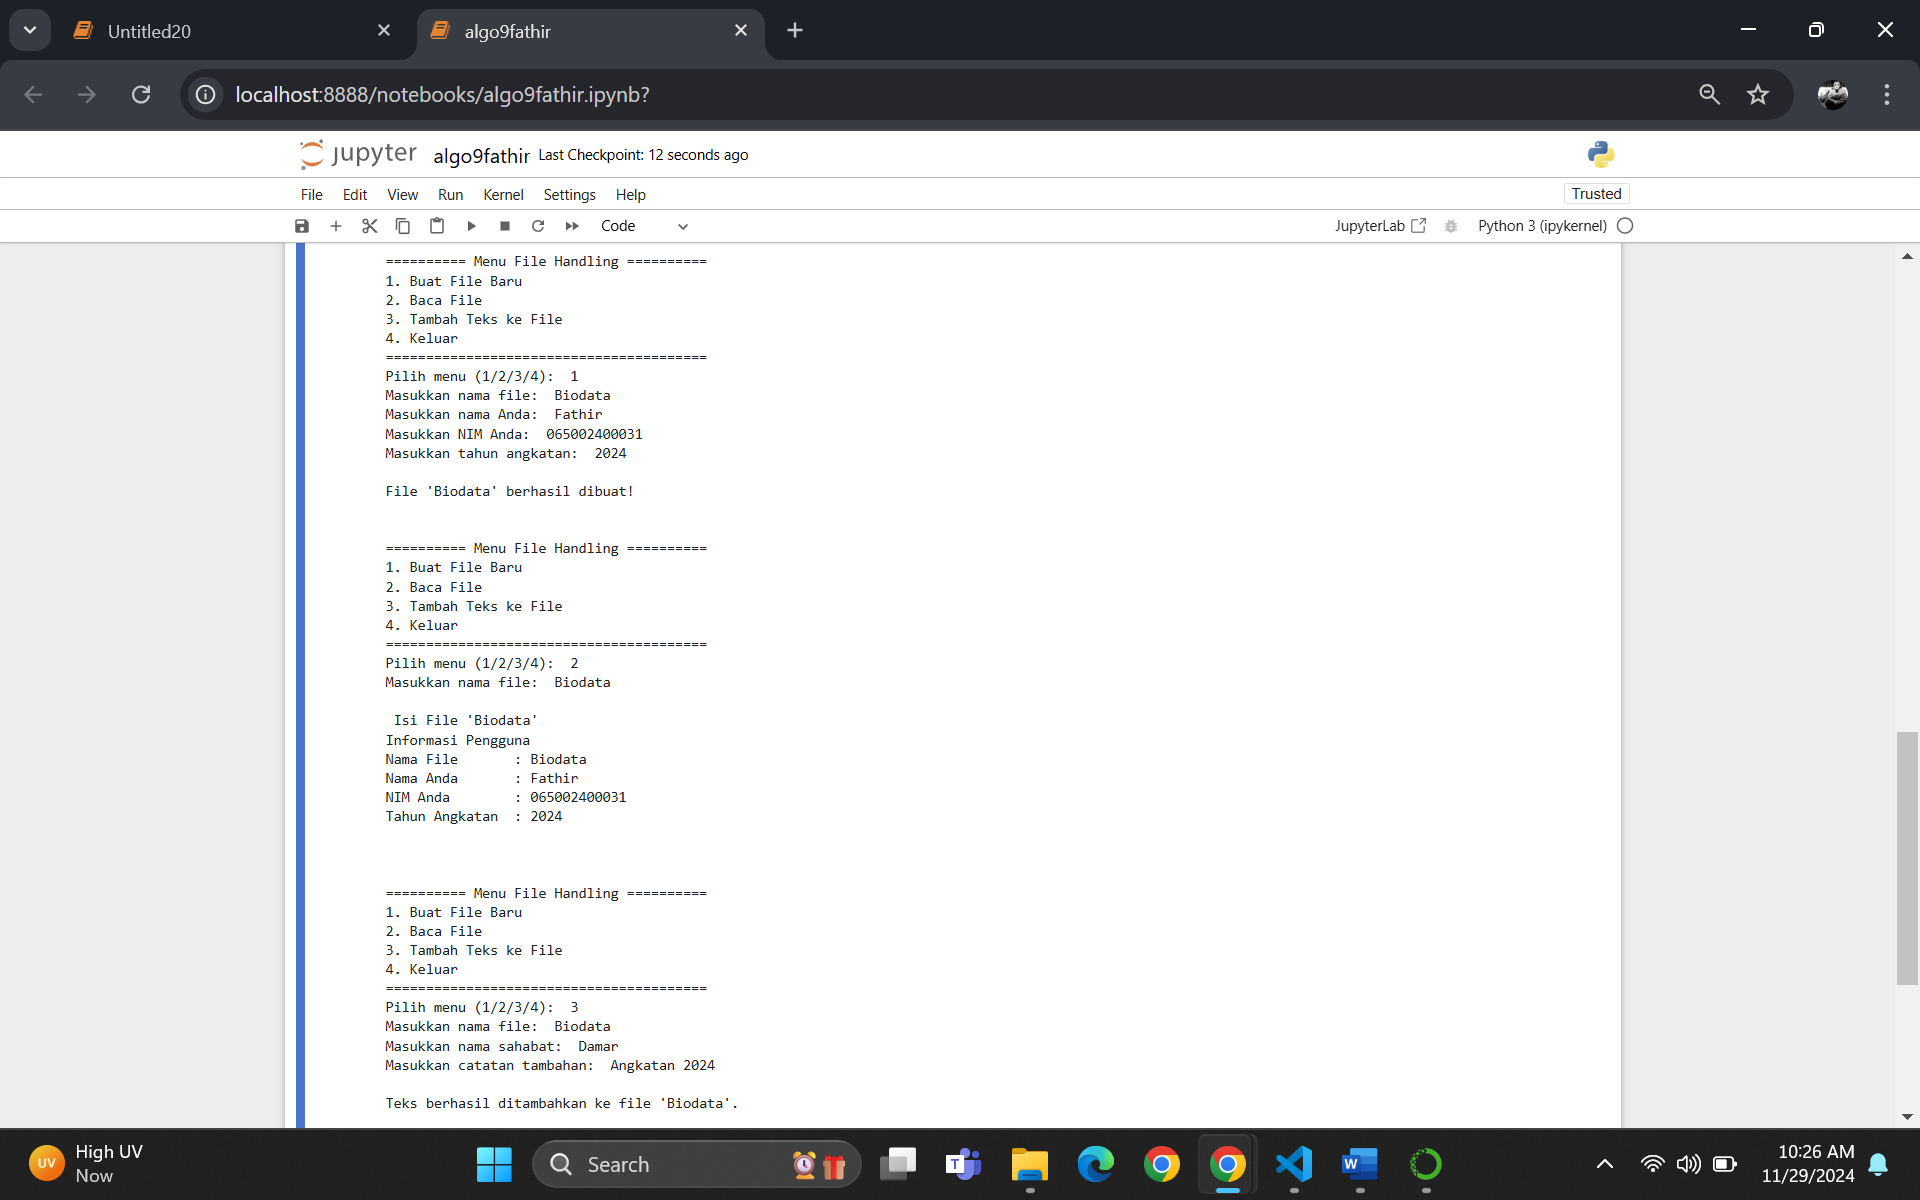 Untitled20
algo9fathir
localhost:8888/notebooks/algo9fathir.ipynb?
jupyter algo9fathir Last Checkpoint: 12 seconds ago
File Edit View Run Kernel Settings Help
Trusted
Code
JupyterLab
Python 3 (ipykernel)
========== Menu File Handling ==========
1. Buat File Baru
2. Baca File
3. Tambah Teks ke File
4. Keluar
========================================
Pilih menu (1/2/3/4):  1
Masukkan nama file:  Biodata
Masukkan nama Anda:  Fathir
Masukkan NIM Anda:  065002400031
Masukkan tahun angkatan:  2024
File 'Biodata' berhasil dibuat!
========== Menu File Handling ==========
1. Buat File Baru
2. Baca File
3. Tambah Teks ke File
4. Keluar
========================================
Pilih menu (1/2/3/4):  2
Masukkan nama file:  Biodata
Isi File 'Biodata'
Informasi Pengguna
Nama File       : Biodata
Nama Anda       : Fathir
NIM Anda        : 065002400031
Tahun Angkatan  : 2024
========== Menu File Handling ==========
1. Buat File Baru
2. Baca File
3. Tambah Teks ke File
4. Keluar
========================================
Pilih menu (1/2/3/4):  3
Masukkan nama file:  Biodata
Masukkan nama sahabat:  Damar
Masukkan catatan tambahan:  Angkatan 2024
Teks berhasil ditambahkan ke file 'Biodata'.
UV
High UV
Now
Search
T
W
10:26 AM
11/29/2024